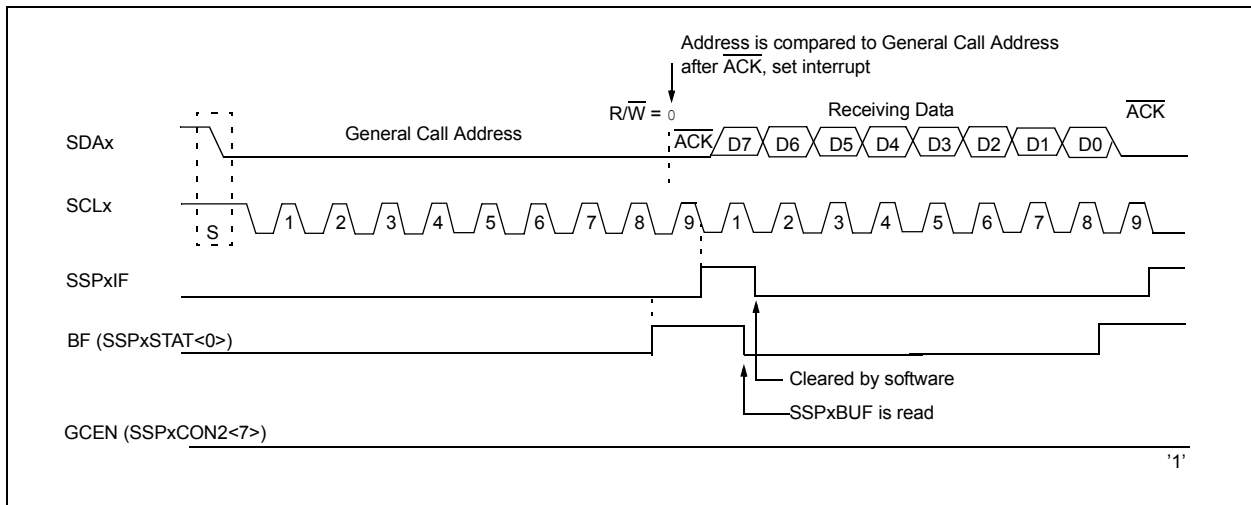 Address is compared to General Call Address
after ACK, set interrupt
R/W = 0
General Call Address
Receiving Data
ACK
SDAx
ACK
D7 D6 D5 D4 D3 D2 D1 D0
SCLx
S
1 2 3 4 5 6 7 8 9 1 2 3 4 5 6 7 8 9
SSPxIF
BF (SSPxSTAT<0>)
Cleared by software
SSPxBUF is read
GCEN (SSPxCON2<7>)
'1'